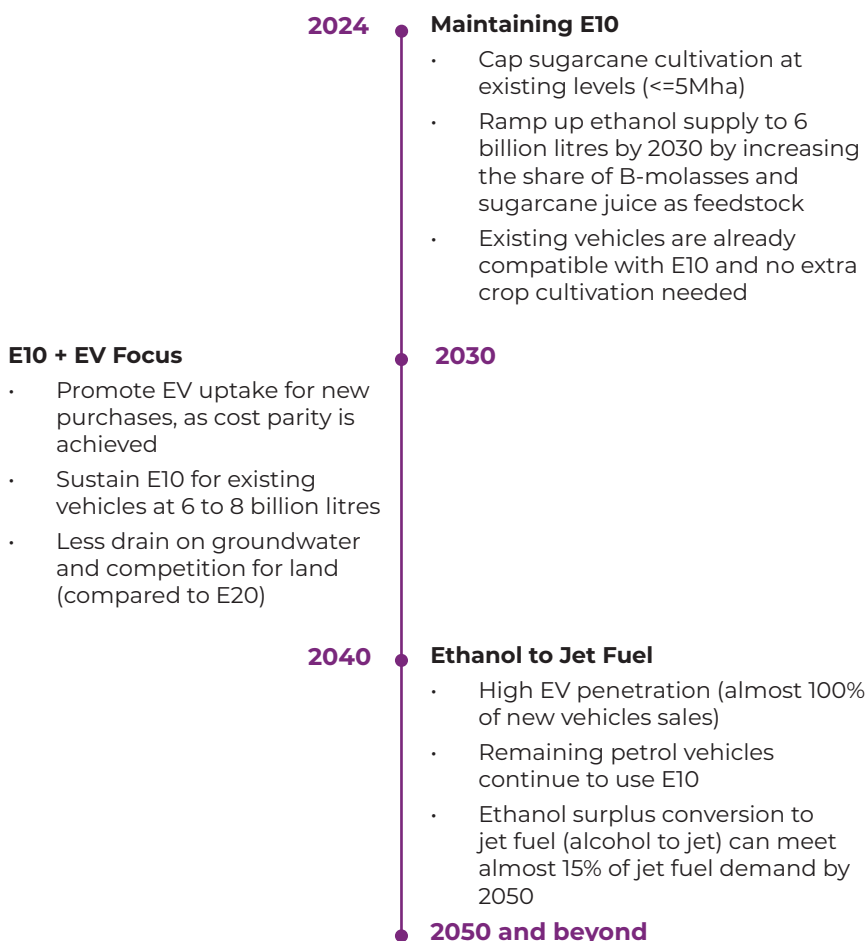 2024
Maintaining E10
• Cap sugarcane cultivation at
existing levels (<=5Mha)
• Ramp up ethanol supply to 6
billion litres by 2030 by increasing
the share of B-molasses and
sugarcane juice as feedstock
• Existing vehicles are already
compatible with E10 and no extra
crop cultivation needed
2030
E10 + EV Focus
• Promote EV uptake for new
purchases, as cost parity is
achieved
• Sustain E10 for existing
vehicles at 6 to 8 billion litres
• Less drain on groundwater
and competition for land
(compared to E20)
2040
Ethanol to Jet Fuel
• High EV penetration (almost 100%
of new vehicles sales)
• Remaining petrol vehicles
continue to use E10
• Ethanol surplus conversion to
jet fuel (alcohol to jet) can meet
almost 15% of jet fuel demand by
2050
2050 and beyond